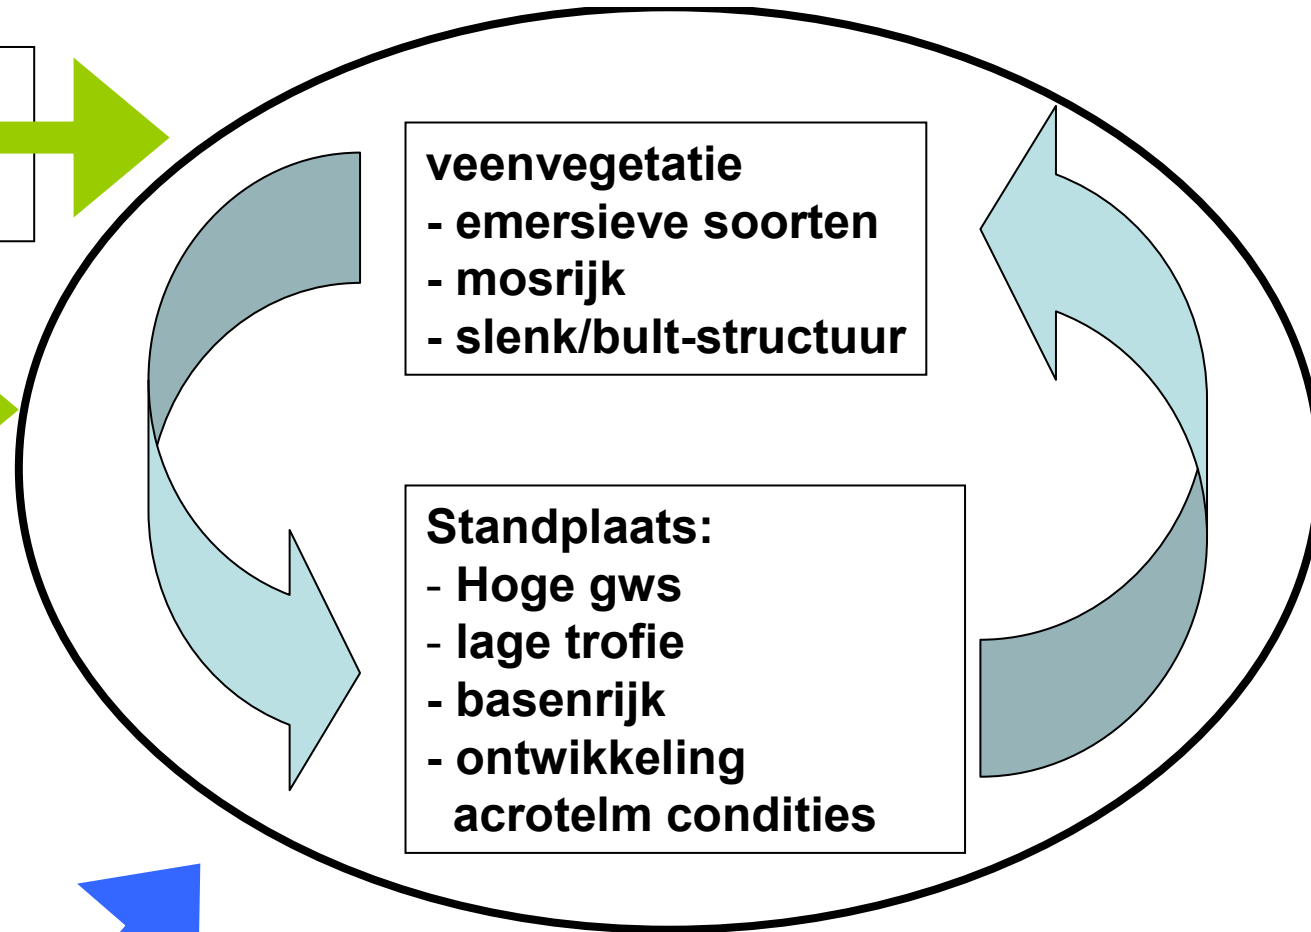 veenvegetatie
- emersieve soorten
- mosrijk
- slenk/bult-structuur
Standplaats:
- Hoge gws
- lage trofie
- basenrijk
- ontwikkeling
acrotelm condities